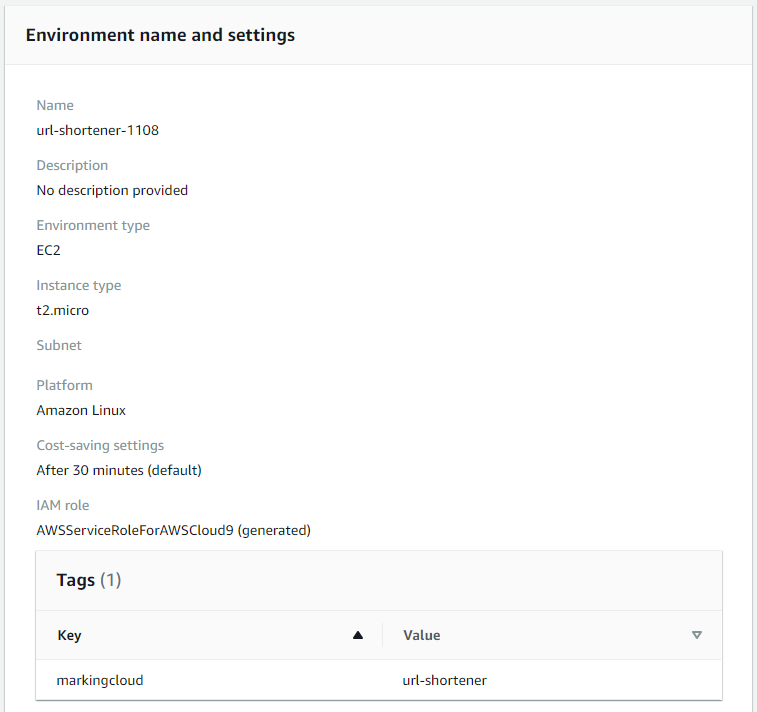 Environment name and settings
Name
url-shortener-1108
Description
No description provided
Environment type
EC2
Instance type
t2.micro
Subnet
Platform
Amazon Linux
Cost-saving settings
After 30 minutes (default)
IAM role
AWSServiceRoleForAWSCloud9 (generated)
Tags (1)
Key Value
markingcloud url-shortener